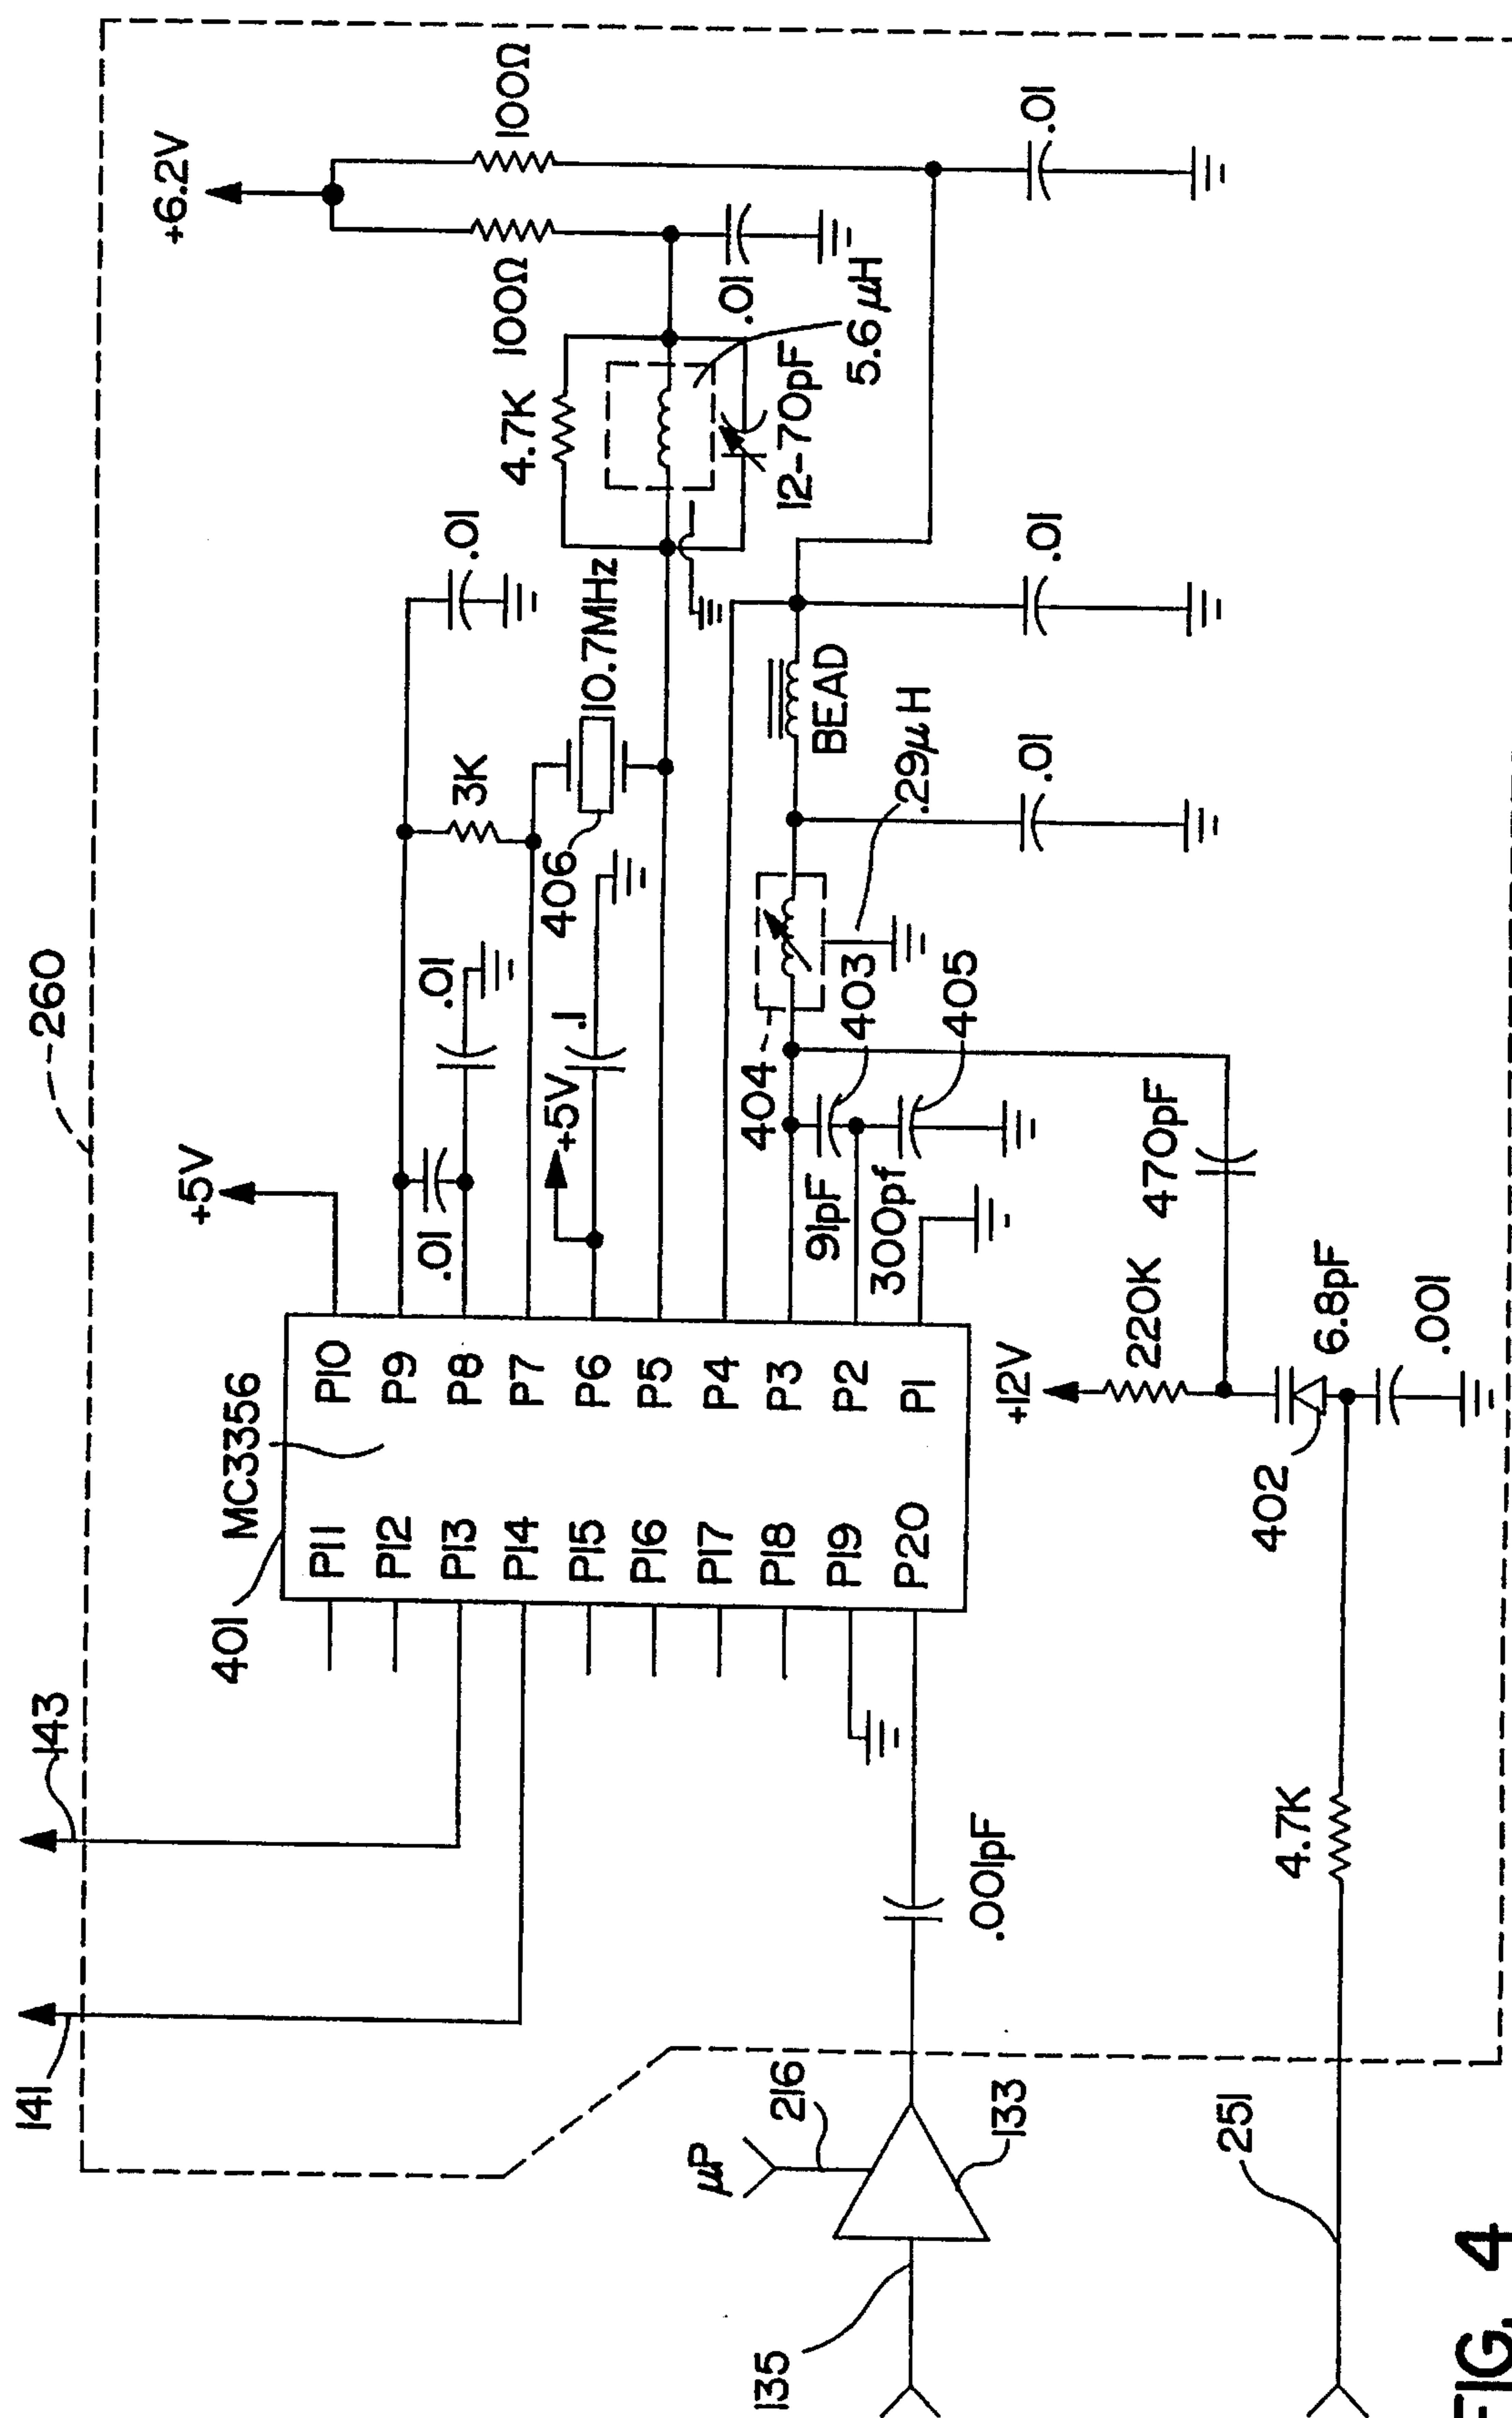 260
141
143
+5V
+6.2V
100Ω
100Ω
401
MC3356
P11
P12
P13
P14
P15
P16
P17
P18
P19
P20
P10
P9
P8
P7
P6
P5
P4
P3
P2
P1
.01
.01
3K
.01
4.7K
+5V
.1
406
10.7MHz
.01
5.6μH
12-70pF
404
BEAD
.29μH
403
405
91pF
300pf
.01
.01
.01
μP
216
133
135
.001pF
+12V
220K
470pF
402
6.8pF
.001
4.7K
251
FIG. 4